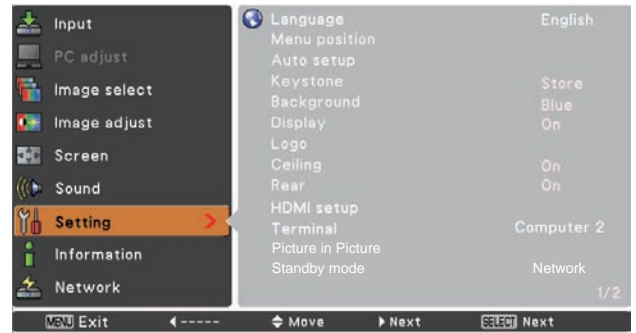 Input
PC adjust
Image select
Image adjust
Screen
Sound
Setting
Information
Network
Language English
Menu position
Auto setup
Keystone Store
Background Blue
Display On
Logo
Ceiling On
Rear On
HDMI setup
Terminal Computer 2
Picture in Picture
Standby mode Network
1/2
MENU Exit ----- Move Next SELECT Next